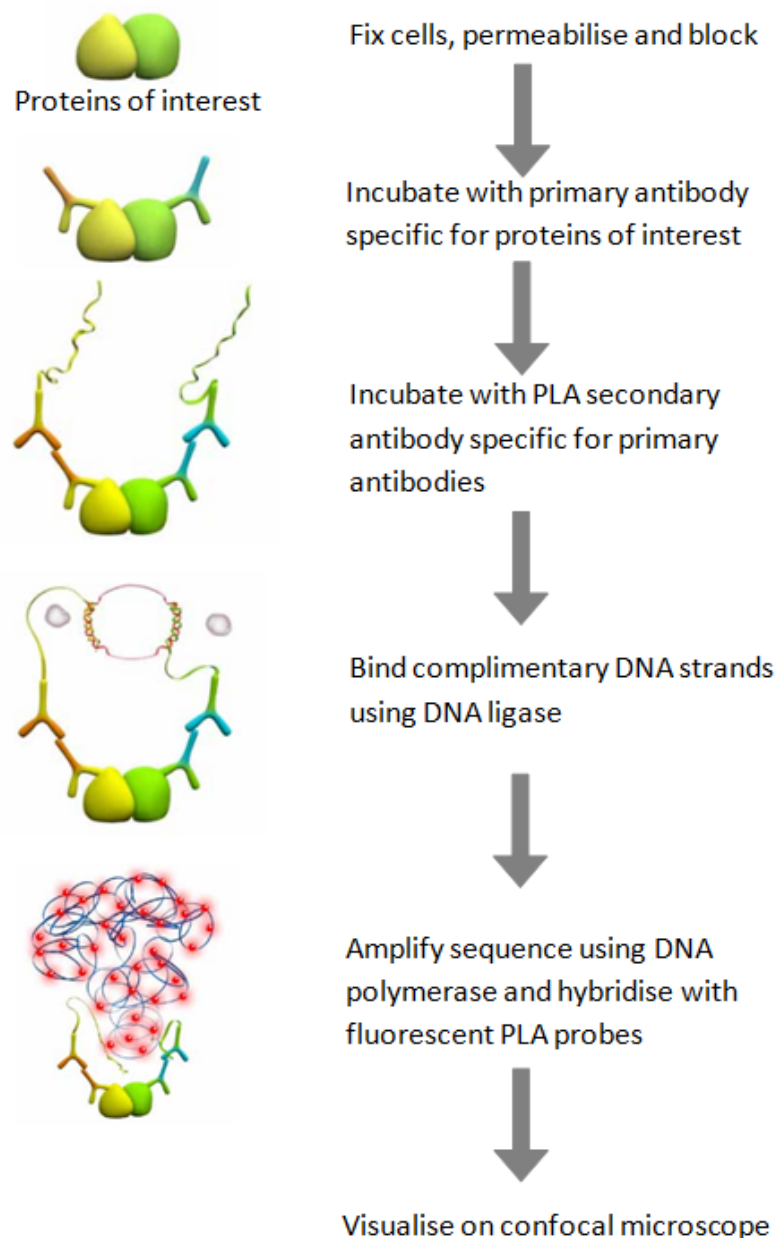 Fix cells, permeabilise and block
Proteins of interest
Incubate with primary antibody
specific for proteins of interest
Incubate with PLA secondary
antibody specific for primary
antibodies
Bind complimentary DNA strands
using DNA ligase
Amplify sequence using DNA
polymerase and hybridise with
fluorescent PLA probes
Visualise on confocal microscope